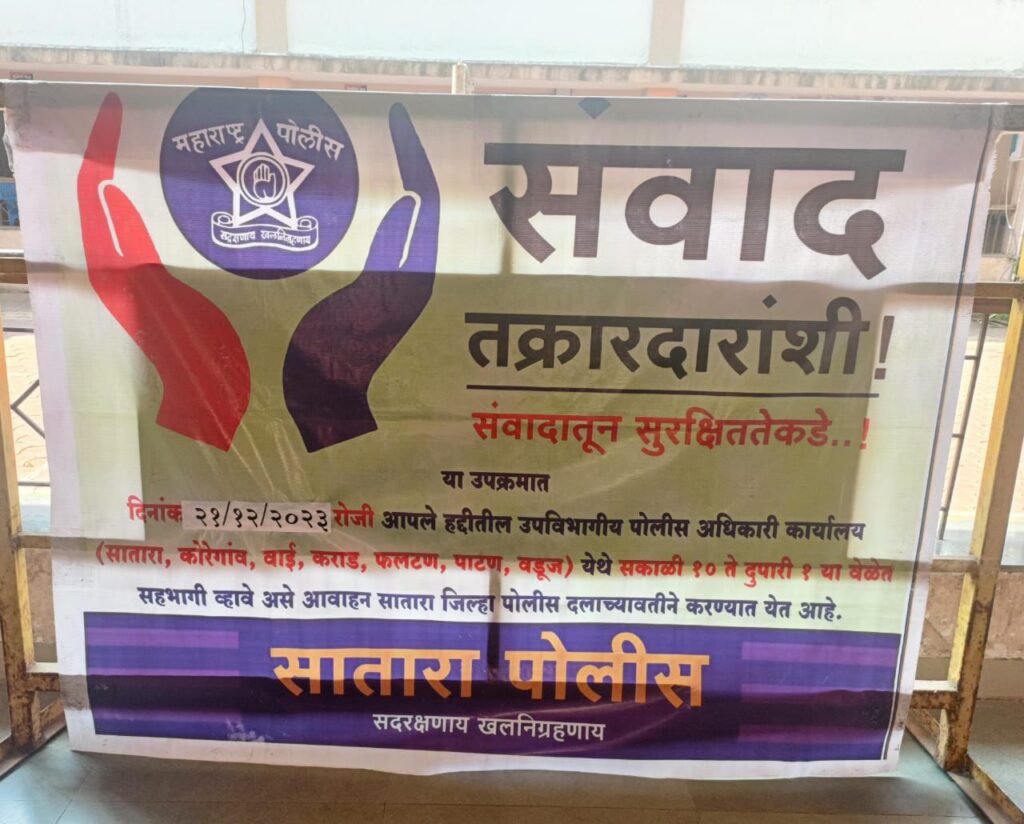 महाराष्ट्र पोलीस
सद्रक्षणाय खलनिग्रहणाय
संवाद
तक्रारदारांशी!
संवादातून सुरक्षिततेकडे..!
या उपक्रमात
दिनांक २१/१२/२०२३ रोजी आपले हद्दीतील उपविभागीय पोलीस अधिकारी कार्यालय
(सातारा, कोरेगांव, वाई, कराड, फलटण, पाटण, वडूज) येथे सकाळी १० ते दुपारी १ या वेळेत
सहभागी व्हावे असे आवाहन सातारा जिल्हा पोलीस दलाच्यावतीने करण्यात येत आहे.
सातारा पोलीस
सदरक्षणाय खलनिग्रहणाय